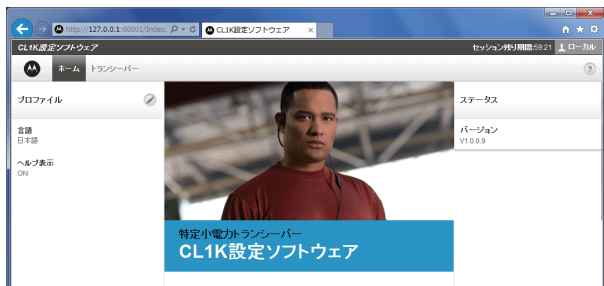 http://127.0.0.1:60001/Index.
CL1K設定ソフトウェア
CL1K設定ソフトウェア
セッション残り期間:59:21
ローカル
ホーム
トランシーバー
プロファイル
言語
日本語
ヘルプ表示
ON
特定小電力トランシーバー
CL1K設定ソフトウェア
ステータス
バージョン
V1.0.0.9